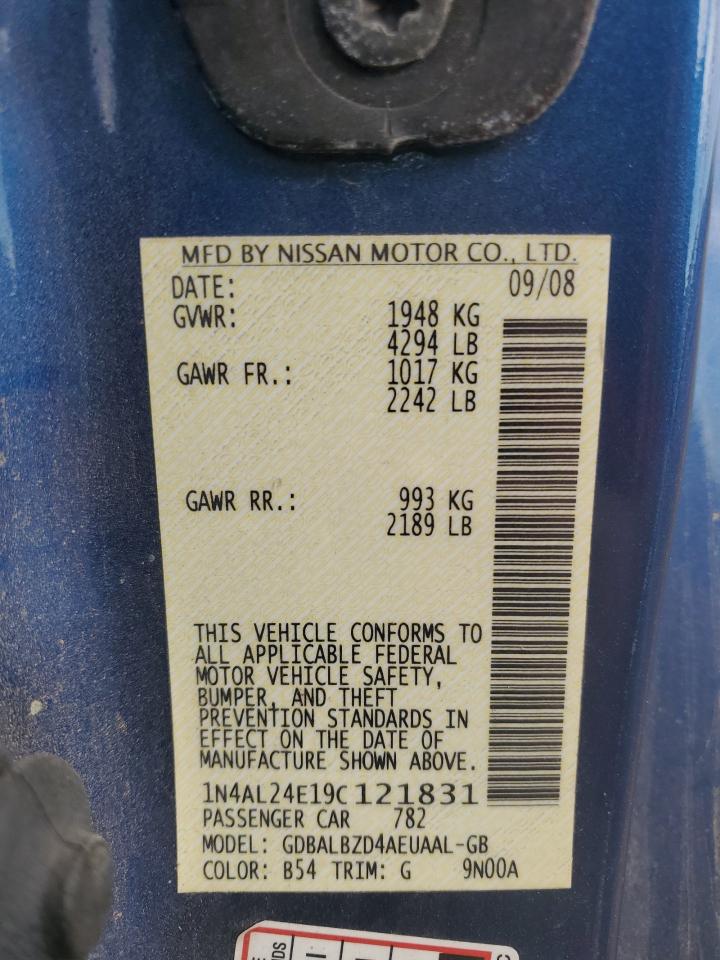 MFD BY NISSAN MOTOR CO., LTD.
DATE: 09/08
GVWR: 1948 KG
4294 LB
GAWR FR.: 1017 KG
2242 LB
GAWR RR.: 993 KG
2189 LB
THIS VEHICLE CONFORMS TO
ALL APPLICABLE FEDERAL
MOTOR VEHICLE SAFETY,
BUMPER, AND THEFT
PREVENTION STANDARDS IN
EFFECT ON THE DATE OF
MANUFACTURE SHOWN ABOVE.
1N4AL24E19C121831
PASSENGER CAR 782
MODEL: GDBALBZD4AEUAAL-GB
COLOR: B54 TRIM: G 9N00A